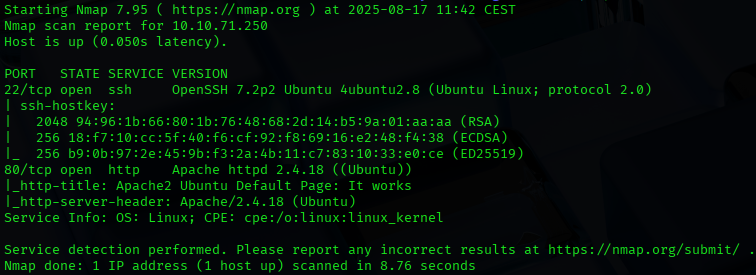 Starting Nmap 7.95 ( https://nmap.org ) at 2025-08-17 11:42 CEST
Nmap scan report for 10.10.71.250
Host is up (0.050s latency).

PORT   STATE SERVICE VERSION
22/tcp open  ssh     OpenSSH 7.2p2 Ubuntu 4ubuntu2.8 (Ubuntu Linux; protocol 2.0)
| ssh-hostkey:
|   2048 94:96:1b:66:80:1b:76:48:68:2d:14:b5:9a:01:aa:aa (RSA)
|   256 18:f7:10:cc:5f:40:f6:cf:92:f8:69:16:e2:48:f4:38 (ECDSA)
|_  256 b9:0b:97:2e:45:9b:f3:2a:4b:11:c7:83:10:33:e0:ce (ED25519)
80/tcp open  http    Apache httpd 2.4.18 ((Ubuntu))
|_http-title: Apache2 Ubuntu Default Page: It works
|_http-server-header: Apache/2.4.18 (Ubuntu)
Service Info: OS: Linux; CPE: cpe:/o:linux:linux_kernel

Service detection performed. Please report any incorrect results at https://nmap.org/submit/ .
Nmap done: 1 IP address (1 host up) scanned in 8.76 seconds